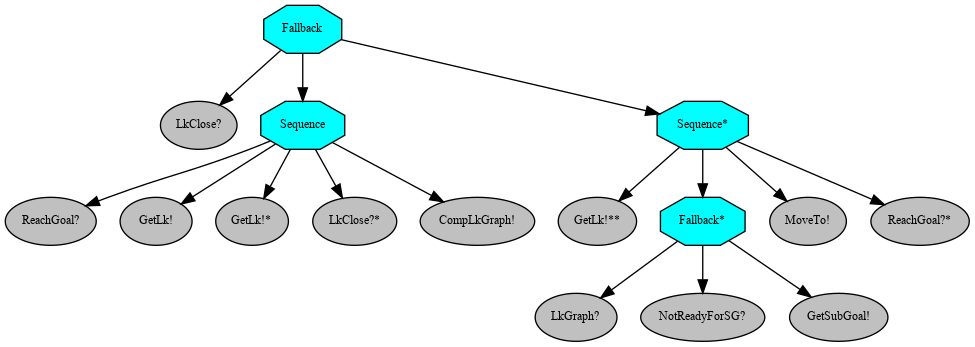 Fallback
LkClose?
Sequence
Sequence*
ReachGoal?
GetLk!
GetLk!*
LkClose?*
CompLkGraph!
GetLk!**
Fallback*
MoveTo!
ReachGoal?*
LkGraph?
NotReadyForSG?
GetSubGoal!